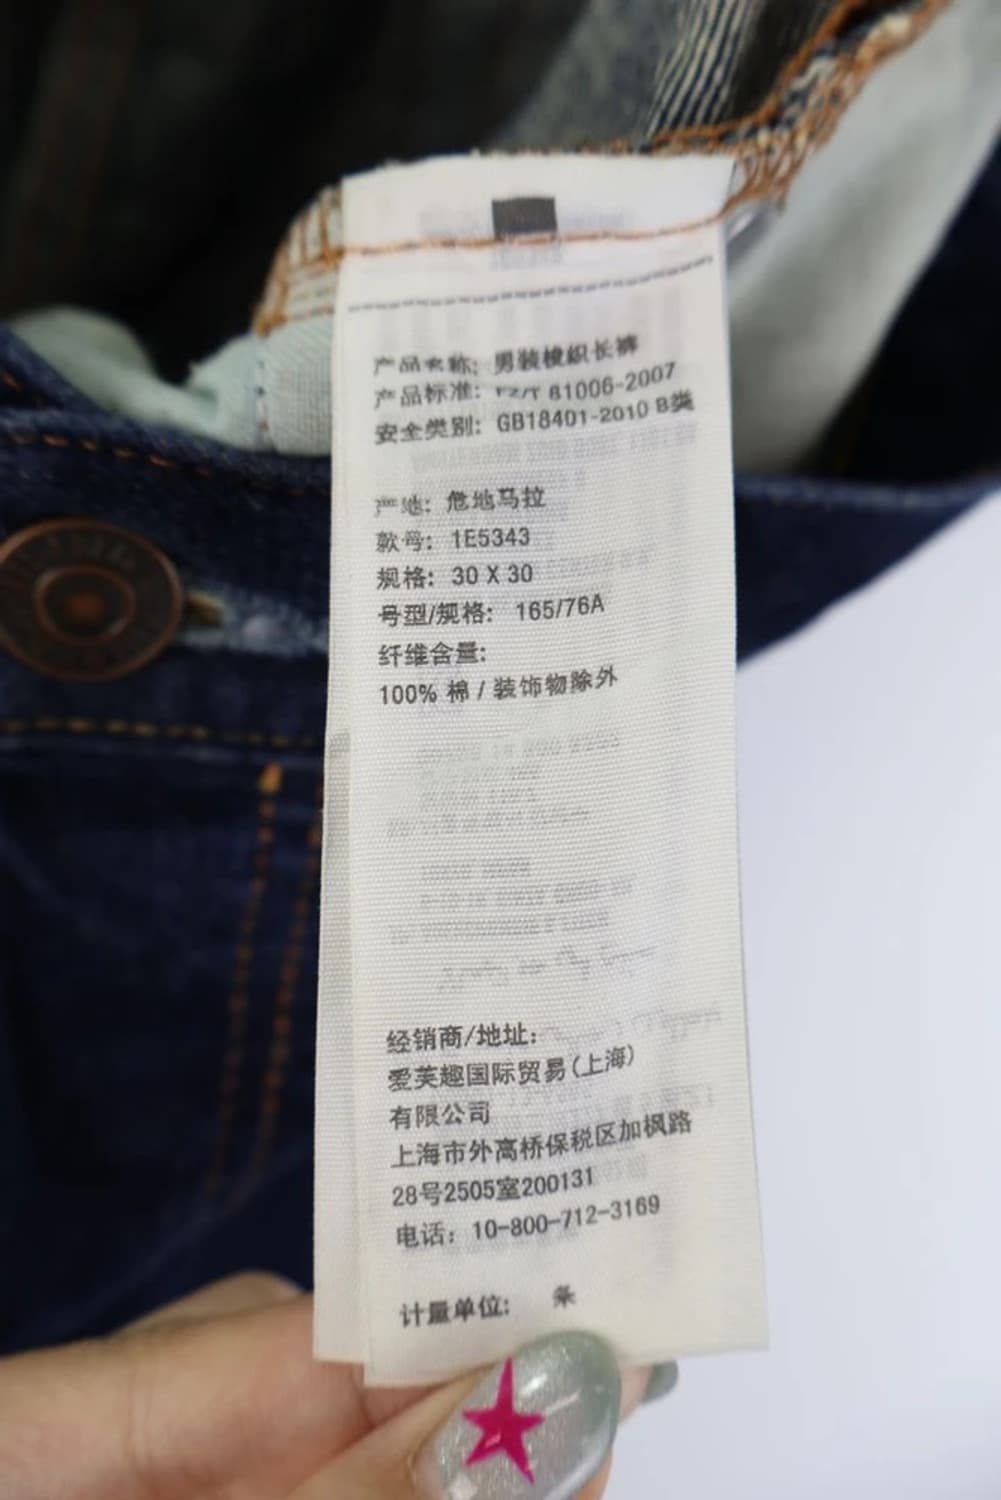 产品名称: 男装梭织长裤
产品标准: FZ/T 81006-2007
安全类别: GB18401-2010 B类
产地: 危地马拉
款号: 1E5343
规格: 30 X 30
号型/规格: 165/76A
纤维含量:
100% 棉 / 装饰物除外
经销商/地址:
爱芙趣国际贸易(上海)
有限公司
上海市外高桥保税区加枫路
28号2505室200131
电话: 10-800-712-3169
计量单位: 条